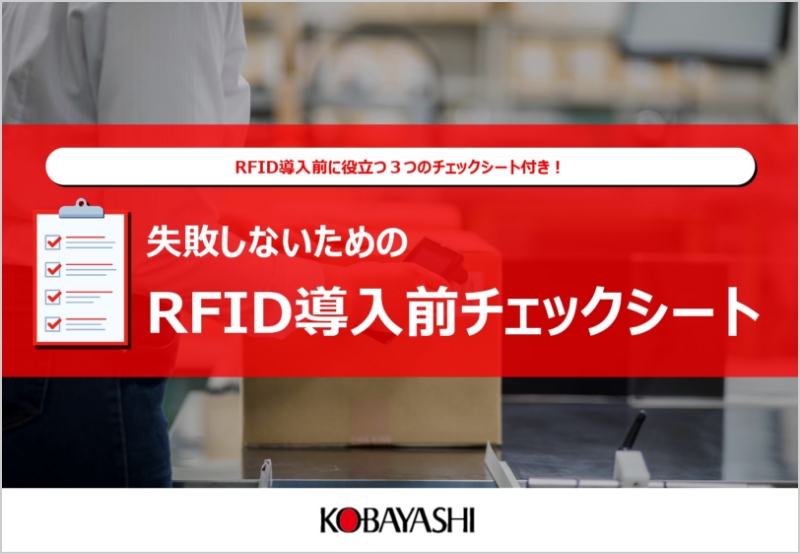 RFID導入前に役立つ３つのチェックシート付き！
失敗しないための
RFID導入前チェックシート
KOBAYASHI